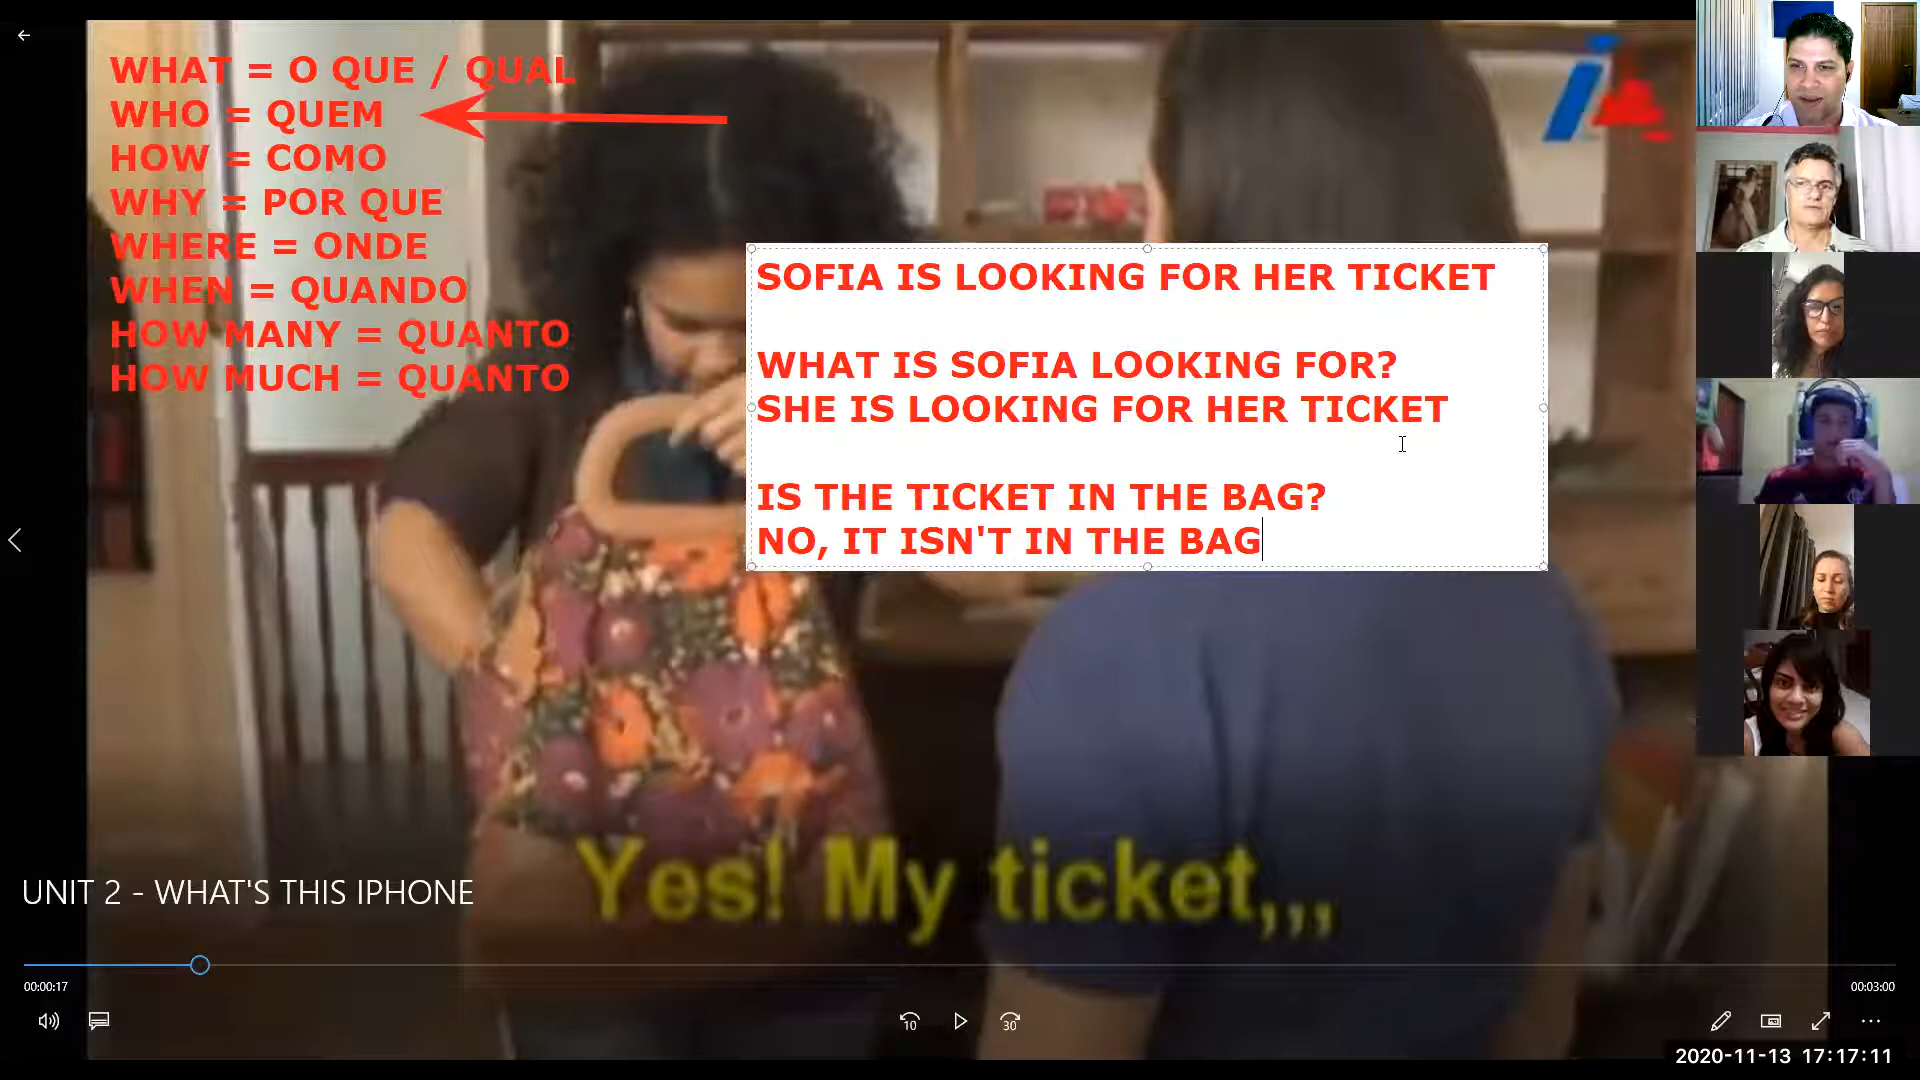 WHAT = O QUE / QUAL
WHO = QUEM
HOW = COMO
WHY = POR QUE
WHERE = ONDE
WHEN = QUANDO
HOW MANY = QUANTO
HOW MUCH = QUANTO
SOFIA IS LOOKING FOR HER TICKET
WHAT IS SOFIA LOOKING FOR?
SHE IS LOOKING FOR HER TICKET
IS THE TICKET IN THE BAG?
NO, IT ISN'T IN THE BAG
Yes! My ticket,,,
UNIT 2 - WHAT'S THIS IPHONE
00:00:17
00:03:00
10
30
2020-11-13 17:17:11